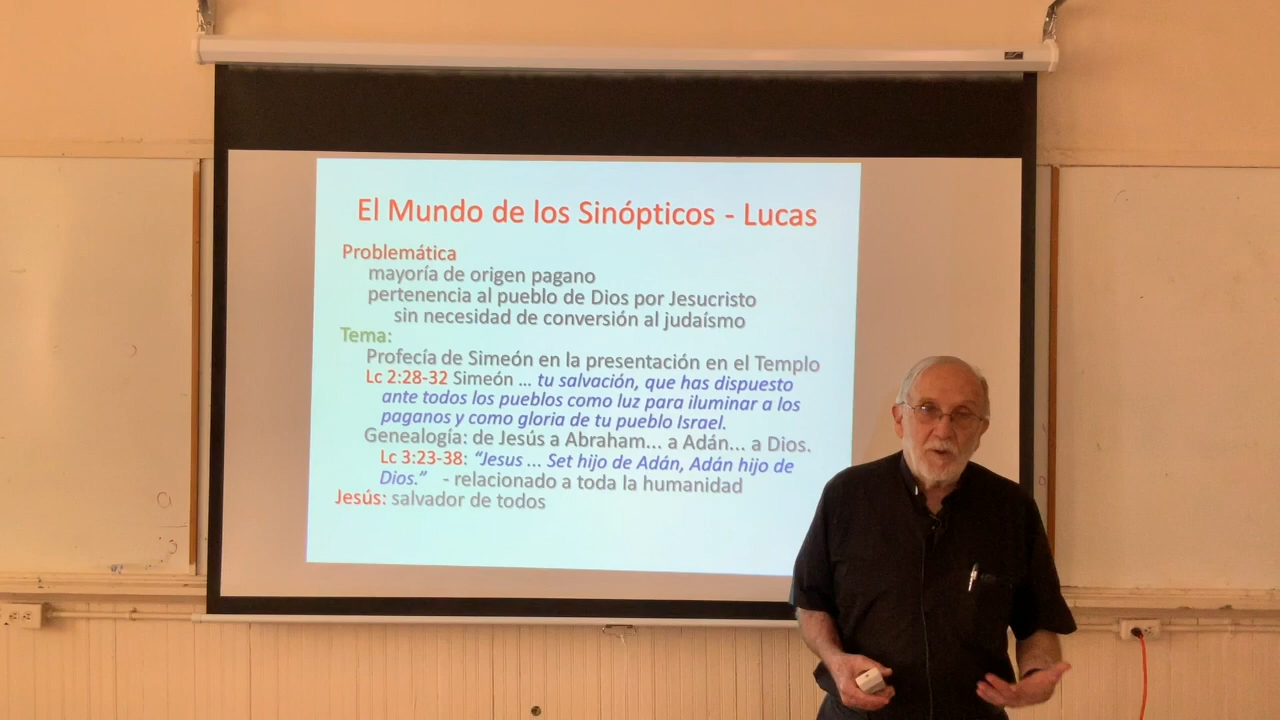 El Mundo de los Sinópticos - Lucas
Problemática
mayoría de origen pagano
pertenencia al pueblo de Dios por Jesucristo
sin necesidad de conversión al judaísmo
Tema:
Profecía de Simeón en la presentación en el Templo
Lc 2:28-32 Simeón ... tu salvación, que has dispuesto
ante todos los pueblos como luz para iluminar a los
paganos y como gloria de tu pueblo Israel.
Genealogía: de Jesús a Abraham... a Adán... a Dios.
Lc 3:23-38: “Jesus ... Set hijo de Adán, Adán hijo de
Dios.” - relacionado a toda la humanidad
Jesús: salvador de todos